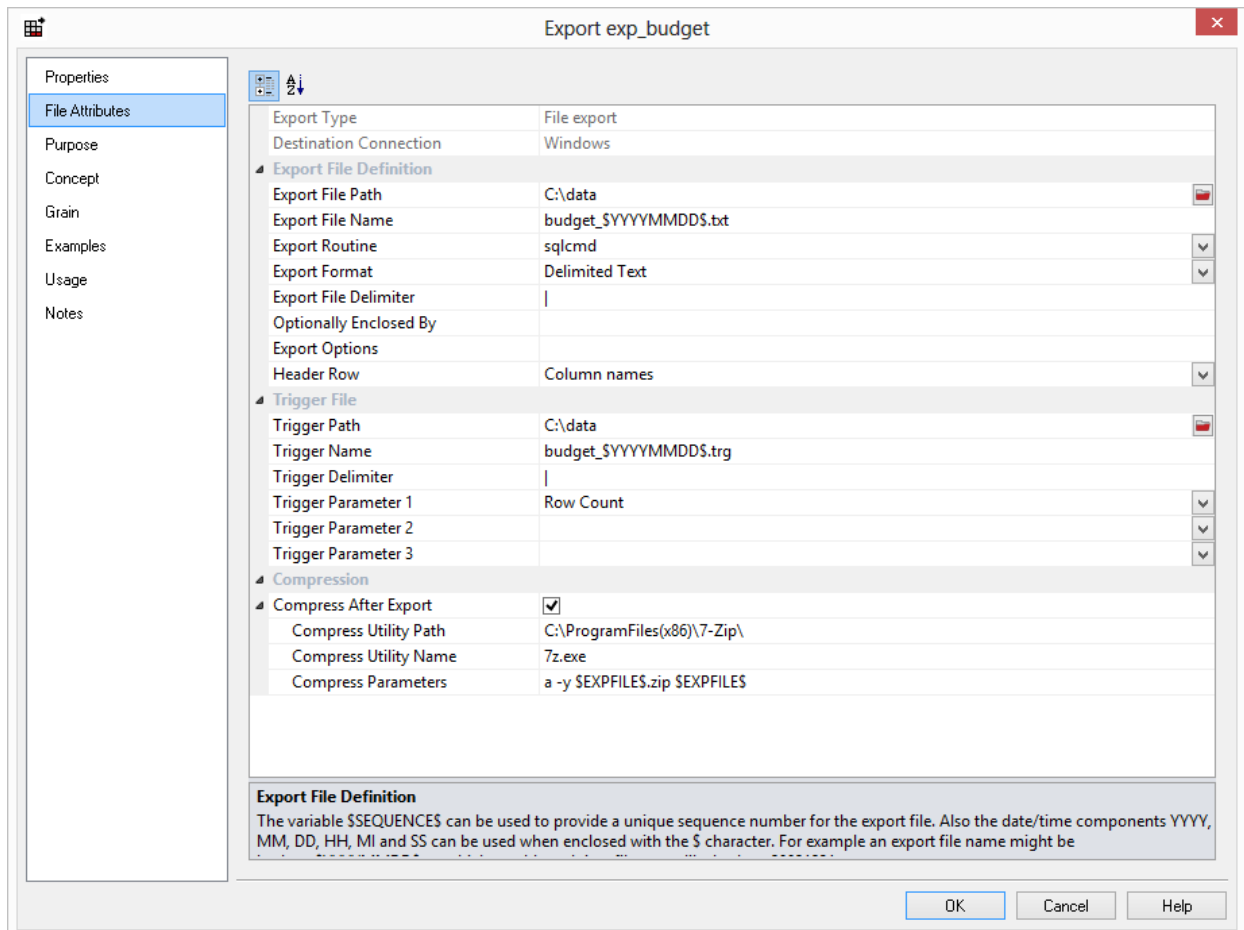 Export exp_budget
Properties
File Attributes
Purpose
Concept
Grain
Examples
Usage
Notes
Export Type File export
Destination Connection Windows
Export File Definition
Export File Path C:\data
Export File Name budget_$YYYYMMDD$.txt
Export Routine sqlcmd
Export Format Delimited Text
Export File Delimiter |
Optionally Enclosed By
Export Options
Header Row Column names
Trigger File
Trigger Path C:\data
Trigger Name budget_$YYYYMMDD$.trg
Trigger Delimiter |
Trigger Parameter 1 Row Count
Trigger Parameter 2
Trigger Parameter 3
Compression
Compress After Export
Compress Utility Path C:\ProgramFiles(x86)\7-Zip\
Compress Utility Name 7z.exe
Compress Parameters a -y $EXPFILE$.zip $EXPFILE$
Export File Definition
The variable $SEQUENCE$ can be used to provide a unique sequence number for the export file. Also the date/time components YYYY,
MM, DD, HH, MI and SS can be used when enclosed with the $ character. For example an export file name might be
OK Cancel Help